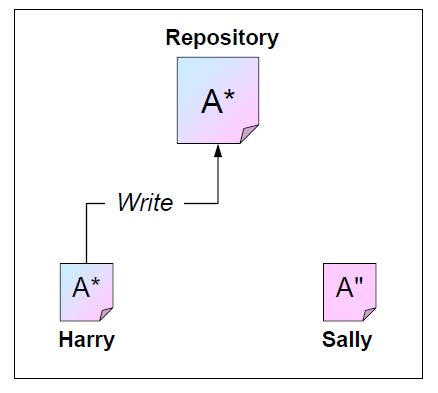 Repository
A*
Write
A*
A"
Harry
Sally